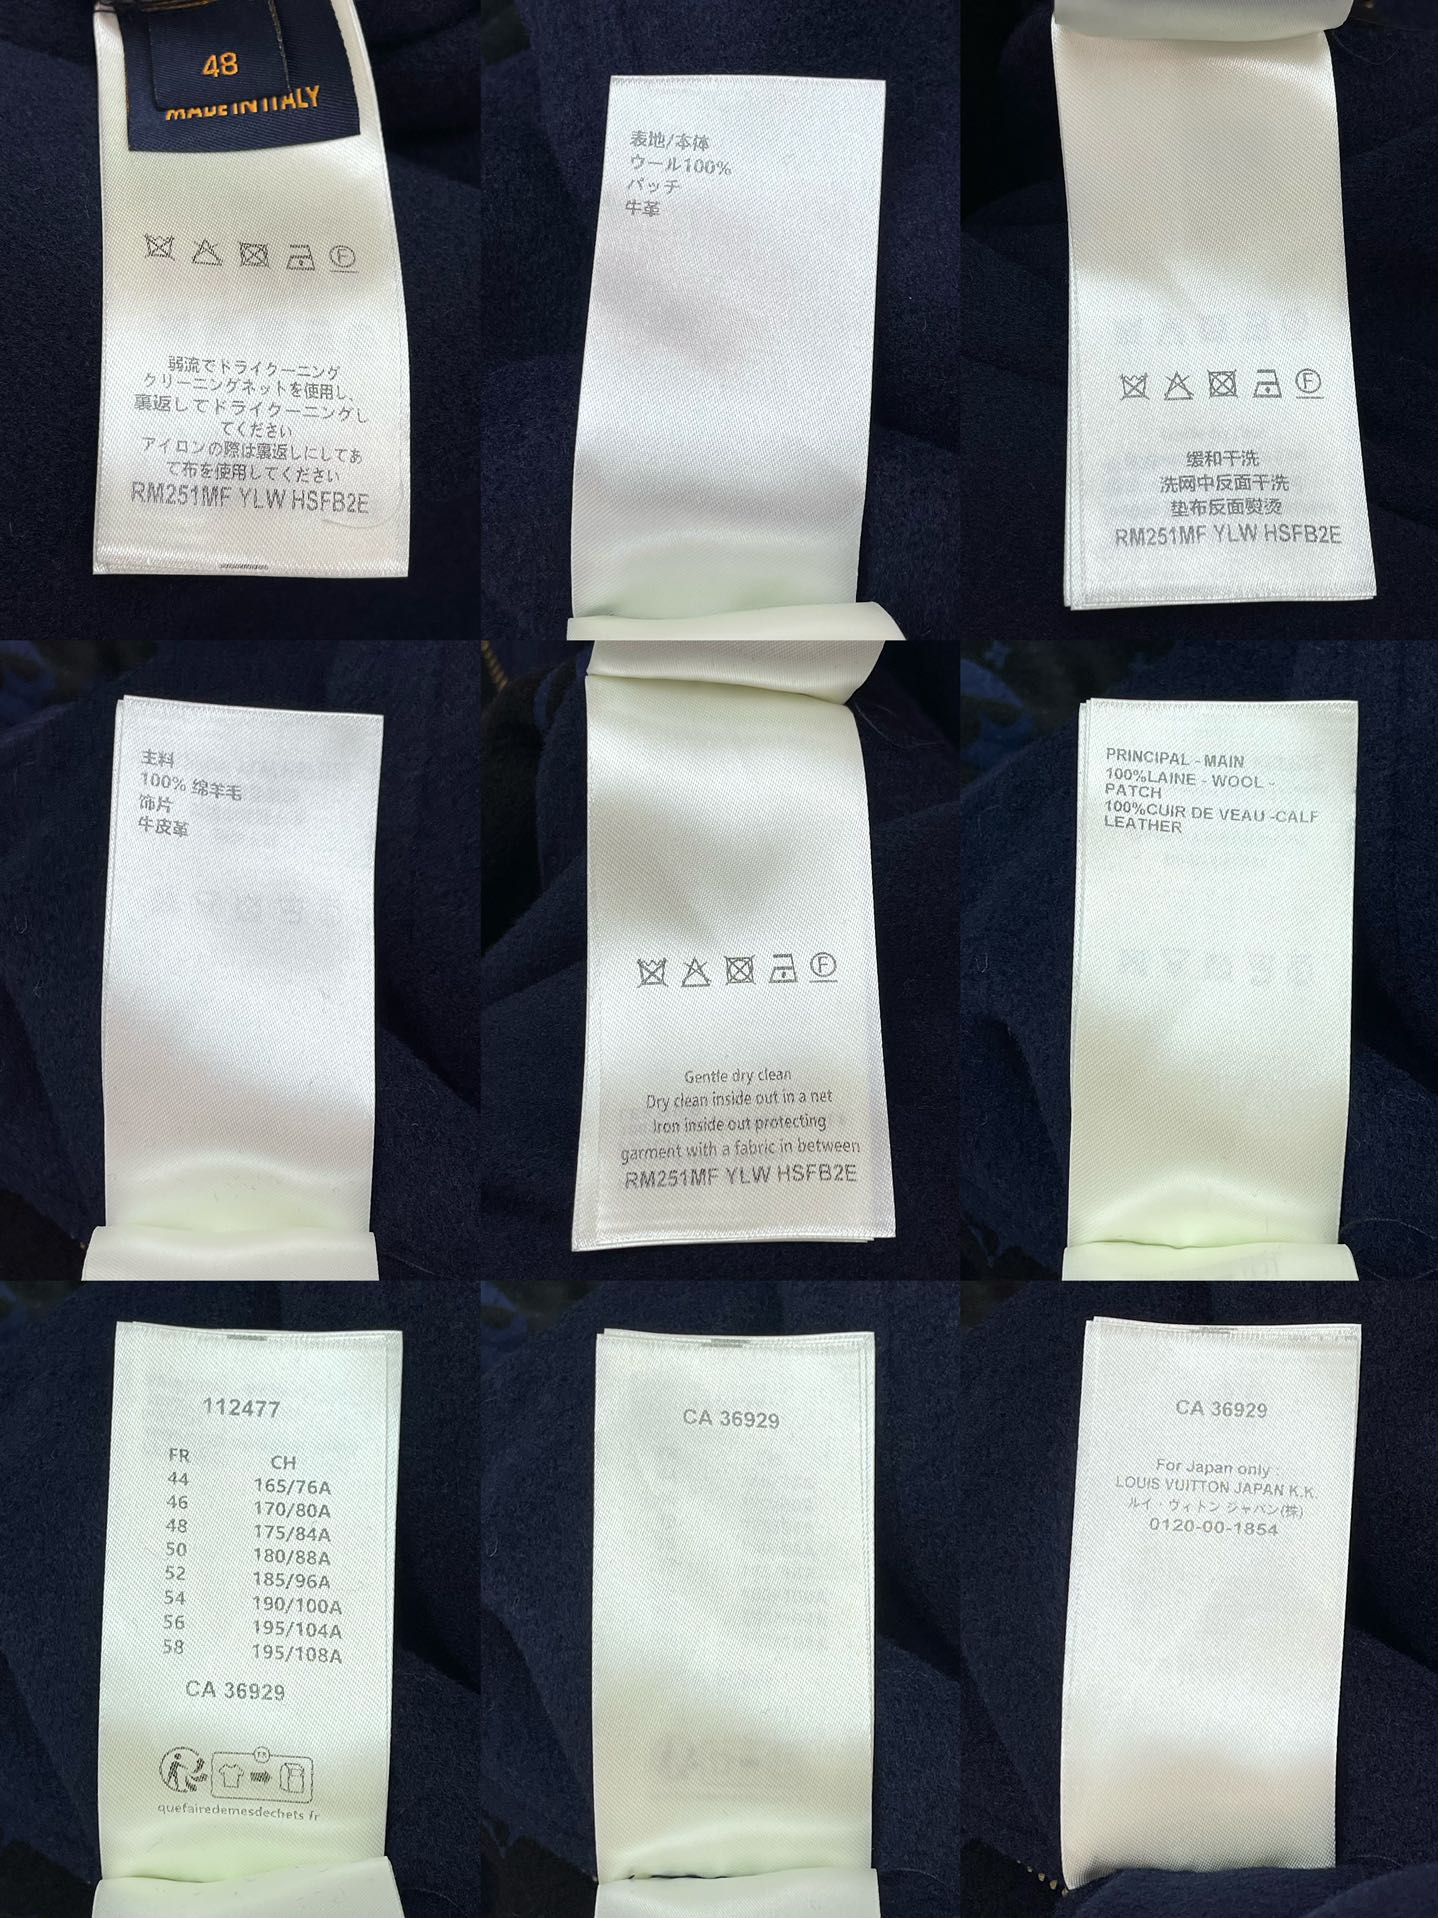 48
MADE IN ITALY
弱流でドライクーニング
クリーニングネットを使用し、
裏返してドライクーニングし
てください
アイロンの際は裏返しにしてあ
て布を使用してください
RM251MF YLW HSFB2E
表地/本体
ウール100%
パッチ
牛革
F
缓和干洗
洗网中反面干洗
垫布反面熨烫
RM251MF YLW HSFB2E
主料
100% 绵羊毛
饰片
牛皮革
F
Gentle dry clean
Dry clean inside out in a net
Iron inside out protecting
garment with a fabric in between
RM251MF YLW HSFB2E
PRINCIPAL - MAIN
100%LAINE - WOOL -
PATCH
100%CUIR DE VEAU -CALF
LEATHER
112477
FR CH
44 165/76A
46 170/80A
48 175/84A
50 180/88A
52 185/96A
54 190/100A
56 195/104A
58 195/108A
CA 36929
FR
quefairedemesdechets fr
CA 36929
CA 36929
For Japan only :
LOUIS VUITTON JAPAN K.K.
ルイ・ヴィトン ジャパン(株)
0120-00-1854